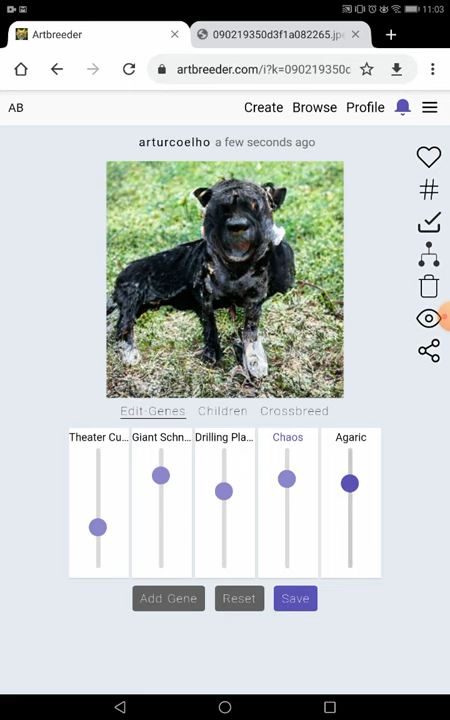 11:03
Artbreeder
090219350d3f1a082265.jpe
artbreeder.com/i?k=090219350c
AB
Create Browse Profile
arturcoelho a few seconds ago
Edit-Genes Children Crossbreed
Theater Cu... Giant Schn... Drilling Pla... Chaos Agaric
Add Gene Reset Save